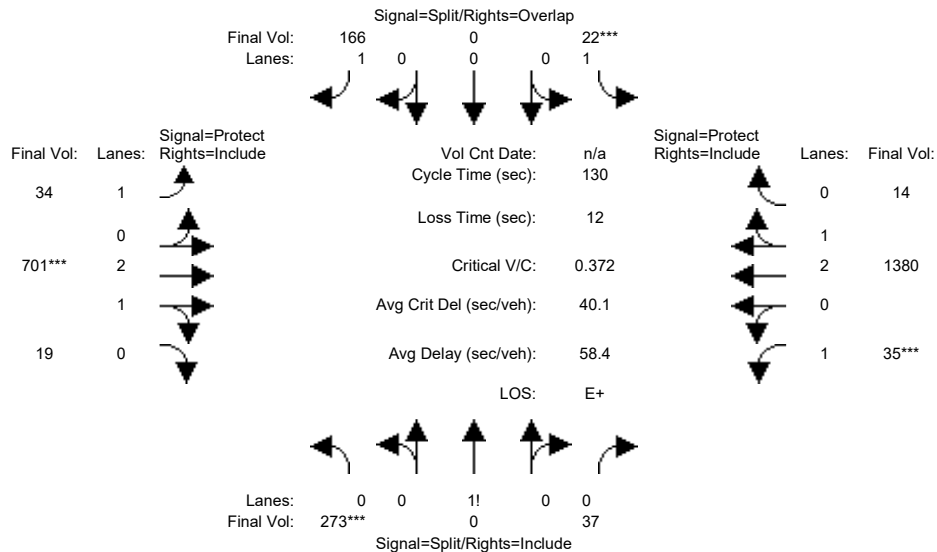 Signal=Split/Rights=Overlap
Final Vol: 166 0 22***
Lanes: 1 0 0 0 1
Signal=Protect Signal=Protect
Final Vol: Lanes: Rights=Include Vol Cnt Date: n/a Rights=Include Lanes: Final Vol:
Cycle Time (sec): 130
34 1 0 14
Loss Time (sec): 12
0 1
701*** 2 Critical V/C: 0.372 2 1380
1 Avg Crit Del (sec/veh): 40.1 0
19 0 Avg Delay (sec/veh): 58.4 1 35***
LOS: E+
Lanes: 0 0 1! 0 0
Final Vol: 273*** 0 37
Signal=Split/Rights=Include